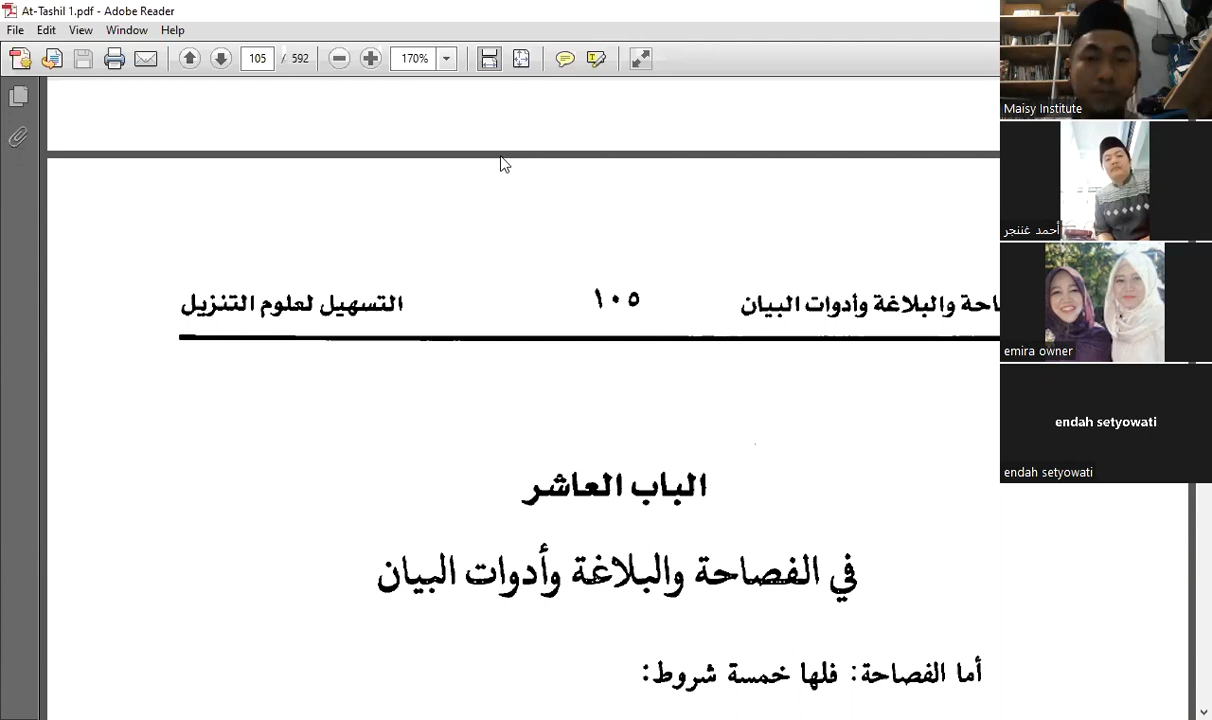 At-Tashil 1.pdf - Adobe Reader
File Edit View Window Help
105 / 592 170%
احة والبلاغة وأدوات البيان ١٠٥ التسهيل لعلوم التنزيل
الباب العاشر
في الفصاحة والبلاغة وأدوات البيان
أما الفصاحة: فلها خمسة شروط:
Maisy Institute
أحمد غننجر
emira owner
endah setyowati
endah setyowati